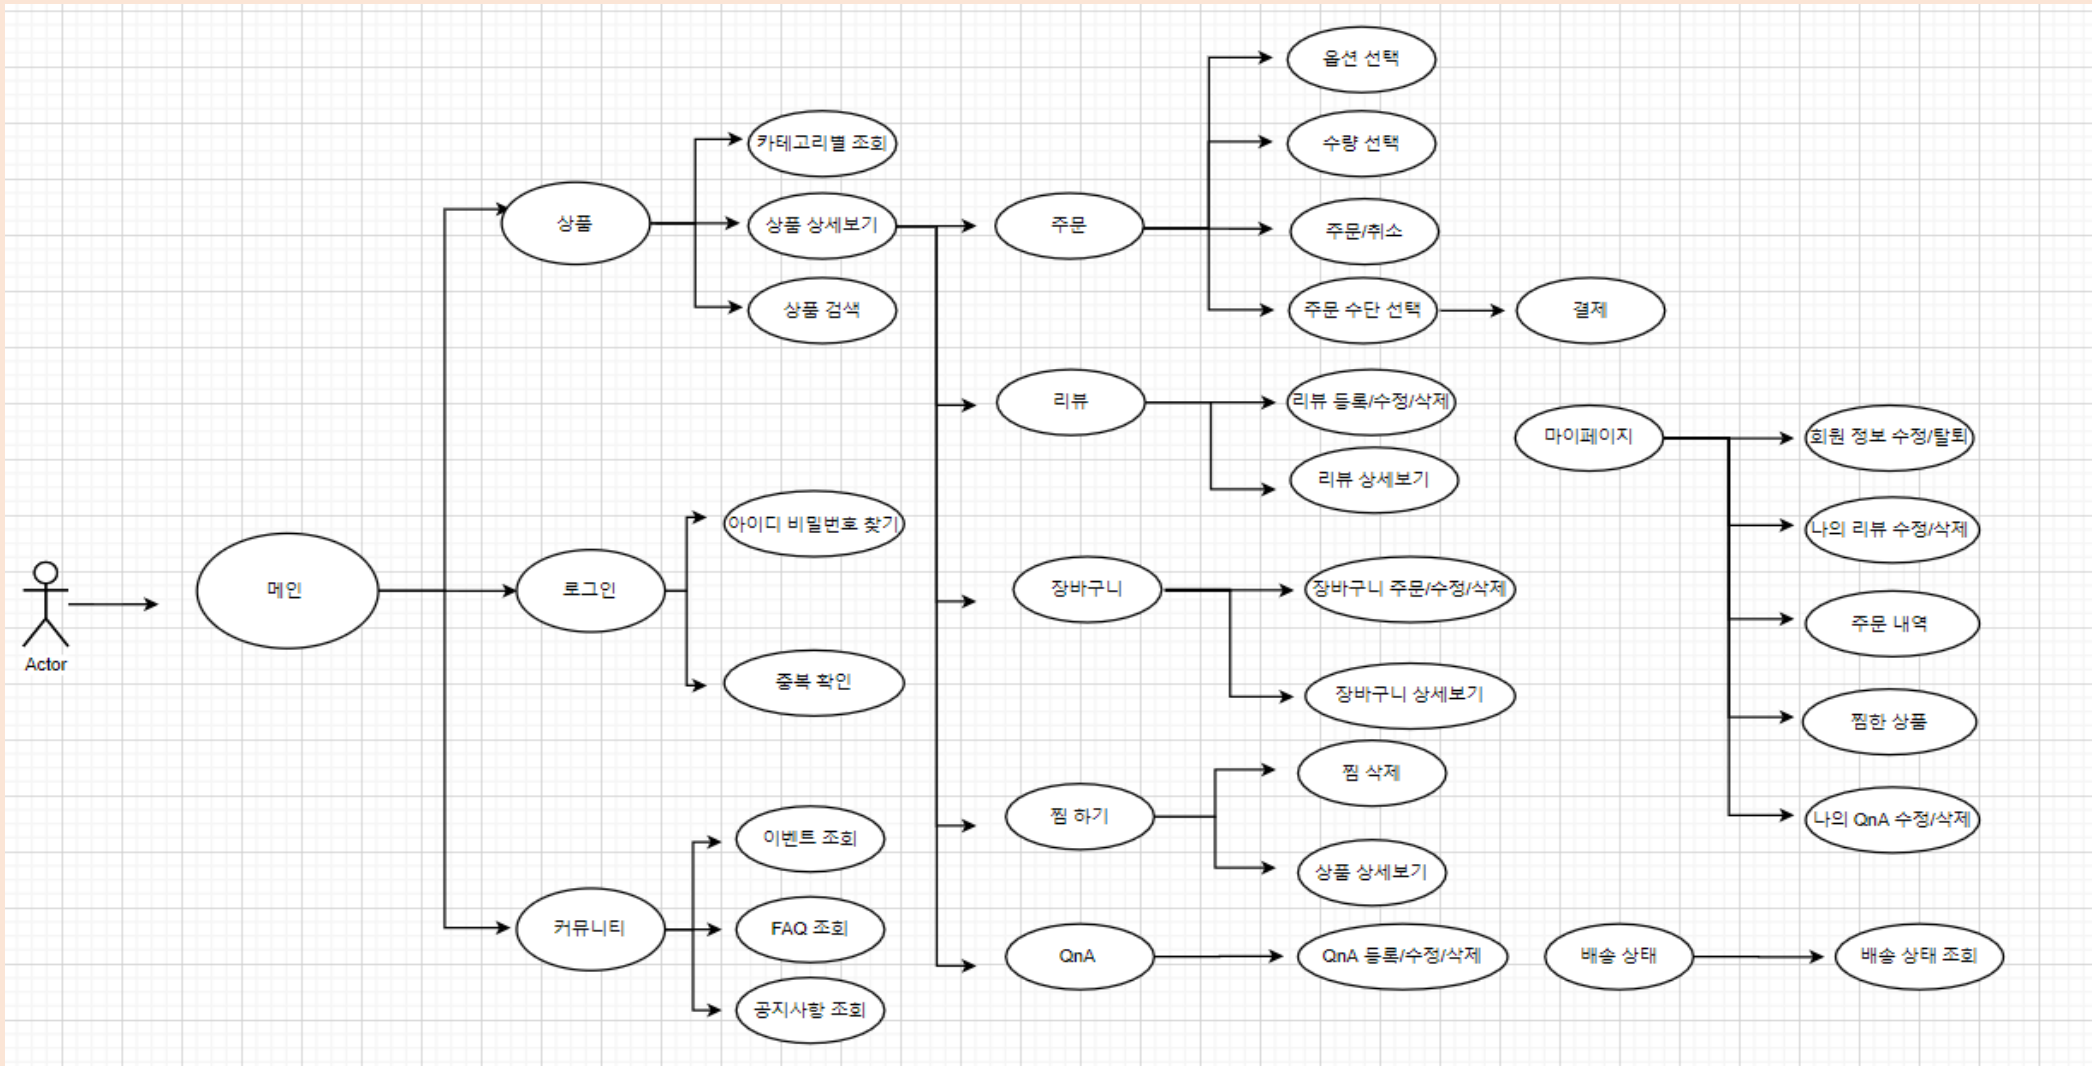 옵션 선택
카테고리별 조회
수량 선택
상품
상품 상세보기
주문
주문/취소
상품 검색
주문 수단 선택
결제
리뷰
리뷰 등록/수정/삭제
마이페이지
회원 정보 수정/탈퇴
리뷰 상세보기
아이디 비밀번호 찾기
나의 리뷰 수정/삭제
메인
로그인
장바구니
장바구니 주문/수정/삭제
주문 내역
Actor
중복 확인
장바구니 상세보기
찜한 상품
찜 삭제
찜 하기
나의 QnA 수정/삭제
이벤트 조회
상품 상세보기
커뮤니티
FAQ 조회
QnA
QnA 등록/수정/삭제
배송 상태
배송 상태 조회
공지사항 조회